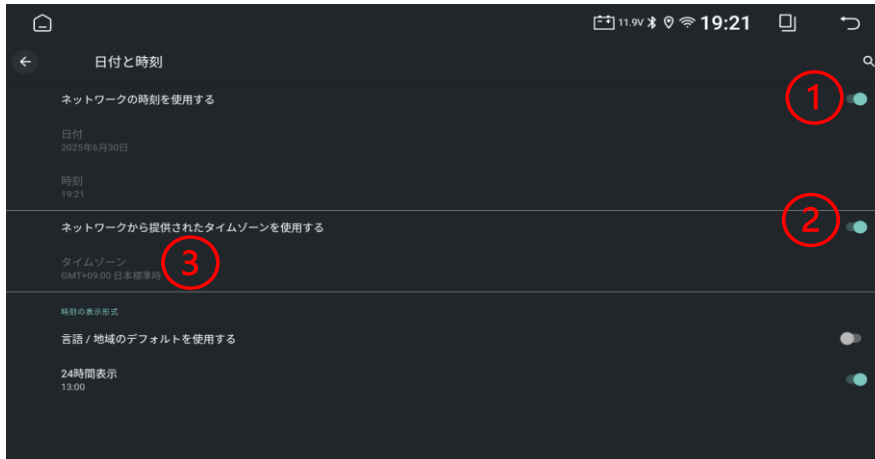 11.9V 19:21
日付と時刻
ネットワークの時刻を使用する
1
日付
2025年6月30日
時刻
19:21
ネットワークから提供されたタイムゾーンを使用する
2
タイムゾーン
GMT+09:00 日本標準時
3
時刻の表示形式
言語 / 地域のデフォルトを使用する
24時間表示
13:00